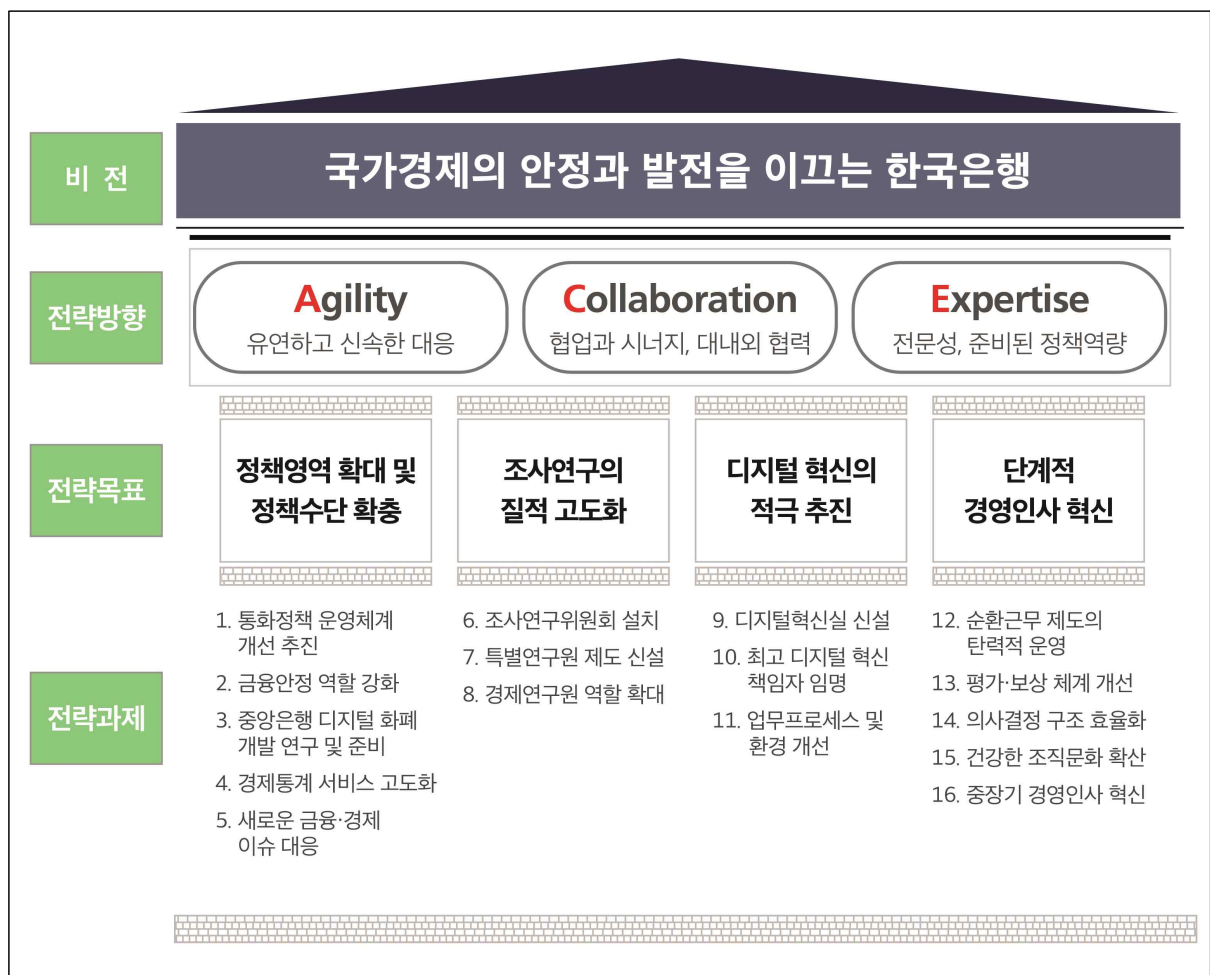 비 전
국가경제의 안정과 발전을 이끄는 한국은행
전략방향
Agility
유연하고 신속한 대응
Collaboration
협업과 시너지, 대내외 협력
Expertise
전문성, 준비된 정책역량
전략목표
정책영역 확대 및
정책수단 확충
조사연구의
질적 고도화
디지털 혁신의
적극 추진
단계적
경영인사 혁신
전략과제
1. 통화정책 운영체계
개선 추진
2. 금융안정 역할 강화
3. 중앙은행 디지털 화폐
개발 연구 및 준비
4. 경제통계 서비스 고도화
5. 새로운 금융·경제
이슈 대응
6. 조사연구위원회 설치
7. 특별연구원 제도 신설
8. 경제연구원 역할 확대
9. 디지털혁신실 신설
10. 최고 디지털 혁신
책임자 임명
11. 업무프로세스 및
환경 개선
12. 순환근무 제도의
탄력적 운영
13. 평가·보상 체계 개선
14. 의사결정 구조 효율화
15. 건강한 조직문화 확산
16. 중장기 경영인사 혁신